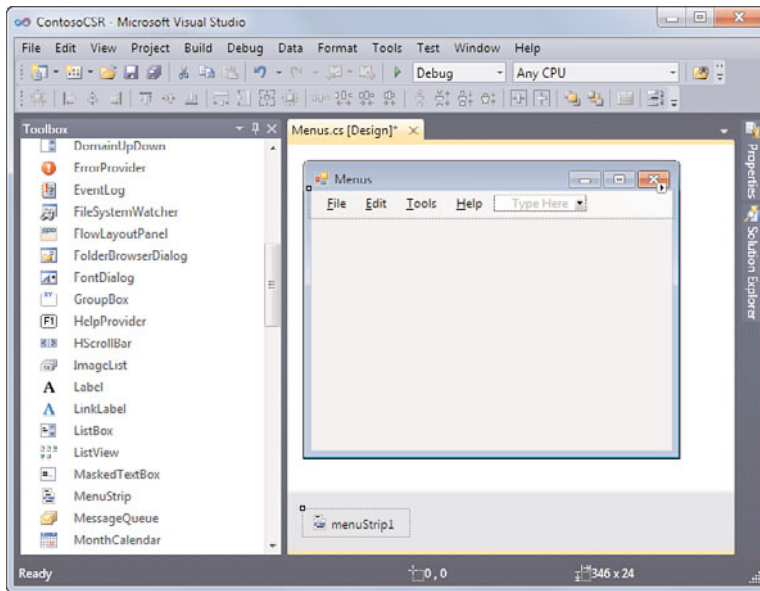 ContosoCSR - Microsoft Visual Studio
File Edit View Project Build Debug Data Format Tools Test Window Help
Debug Any CPU
Toolbox
DomainUpDown
ErrorProvider
EventLog
FileSystemWatcher
FlowLayoutPanel
FolderBrowserDialog
FontDialog
GroupBox
HelpProvider
HScrollBar
ImageList
Label
LinkLabel
ListBox
ListView
MaskedTextBox
MenuStrip
MessageQueue
MonthCalendar
Menus.cs [Design]*
Menus
File Edit Tools Help Type Here
menuStrip1
Properties
Solution Explorer
Ready 0 , 0 346 x 24